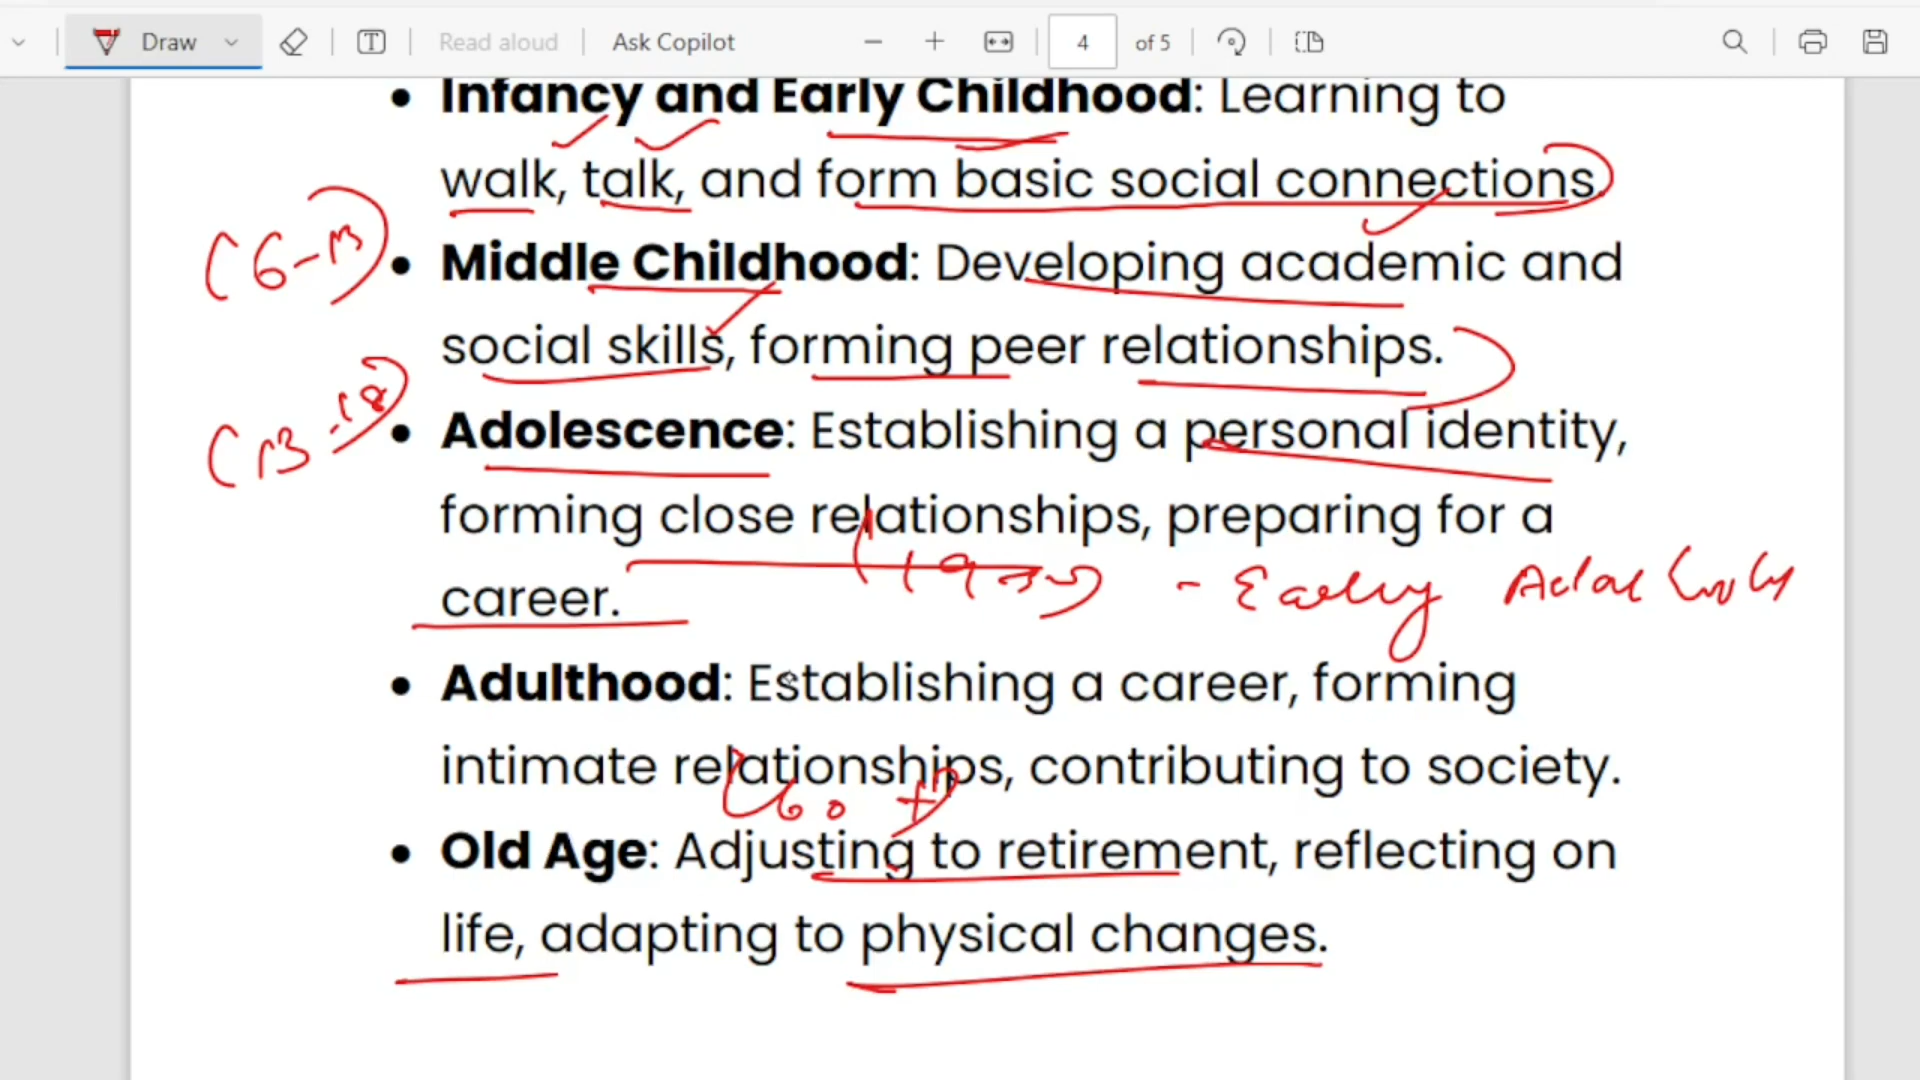 Draw
Read aloud
Ask Copilot
4 of 5
• Infancy and Early Childhood: Learning to
walk, talk, and form basic social connections.
(6-13)
• Middle Childhood: Developing academic and
social skills, forming peer relationships.
(13-18)
• Adolescence: Establishing a personal identity,
forming close relationships, preparing for a
- Early
career.
• Adulthood: Establishing a career, forming
intimate relationships, contributing to society.
(60 +)
• Old Age: Adjusting to retirement, reflecting on
life, adapting to physical changes.